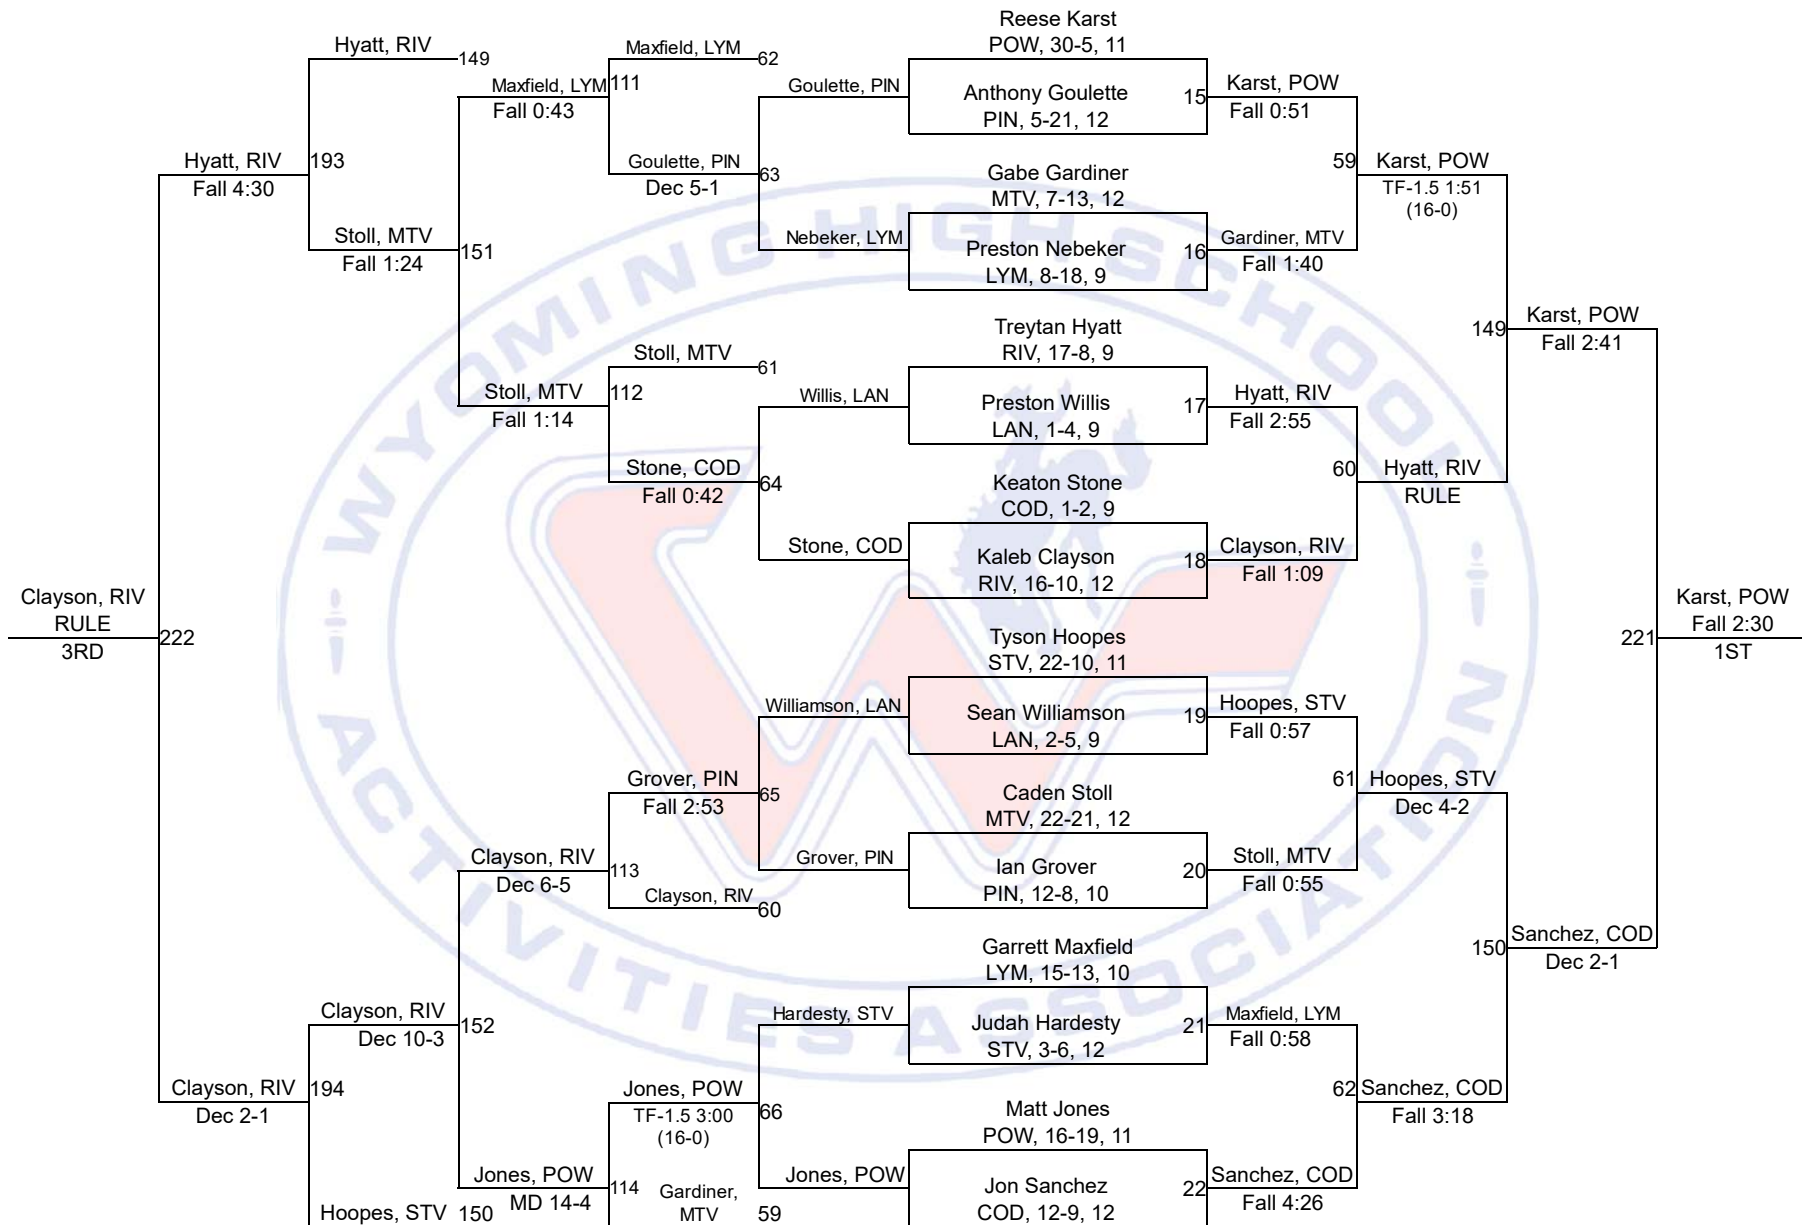 Reese Karst
POW, 30-5, 11
Hyatt, RIV
149
Maxfield, LYM
62
Maxfield, LYM
111
Fall 0:43
Goulette, PIN
Anthony Goulette
PIN, 5-21, 12
15
Karst, POW
Fall 0:51
Hyatt, RIV
193
Fall 4:30
Goulette, PIN
63
Dec 5-1
Gabe Gardiner
MTV, 7-13, 12
59
Karst, POW
TF-1.5 1:51
(16-0)
Stoll, MTV
151
Fall 1:24
Nebeker, LYM
Preston Nebeker
LYM, 8-18, 9
16
Gardiner, MTV
Fall 1:40
Treytan Hyatt
RIV, 17-8, 9
149
Karst, POW
Fall 2:41
Stoll, MTV
61
Stoll, MTV
112
Fall 1:14
Willis, LAN
Preston Willis
LAN, 1-4, 9
17
Hyatt, RIV
Fall 2:55
Stone, COD
64
Fall 0:42
Keaton Stone
COD, 1-2, 9
60
Hyatt, RIV
RULE
Stone, COD
Kaleb Clayson
RIV, 16-10, 12
18
Clayson, RIV
Fall 1:09
Clayson, RIV
RULE
222
3RD
Tyson Hoopes
STV, 22-10, 11
221
Karst, POW
Fall 2:30
1ST
Williamson, LAN
Sean Williamson
LAN, 2-5, 9
19
Hoopes, STV
Fall 0:57
Grover, PIN
65
Fall 2:53
Caden Stoll
MTV, 22-21, 12
61
Hoopes, STV
Dec 4-2
Clayson, RIV
113
Dec 6-5
Grover, PIN
Ian Grover
PIN, 12-8, 10
20
Stoll, MTV
Fall 0:55
Clayson, RIV
60
Garrett Maxfield
LYM, 15-13, 10
150
Sanchez, COD
Dec 2-1
Clayson, RIV
152
Dec 10-3
Hardesty, STV
Judah Hardesty
STV, 3-6, 12
21
Maxfield, LYM
Fall 0:58
Clayson, RIV
194
Dec 2-1
Jones, POW
66
TF-1.5 3:00
(16-0)
Matt Jones
POW, 16-19, 11
62
Sanchez, COD
Fall 3:18
Jones, POW
114
MD 14-4
Jones, POW
Jon Sanchez
COD, 12-9, 12
22
Sanchez, COD
Fall 4:26
Hoopes, STV
150
Gardiner,
MTV
59
WYOMING HIGH SCHOOL
ACTIVITIES ASSOCIATION